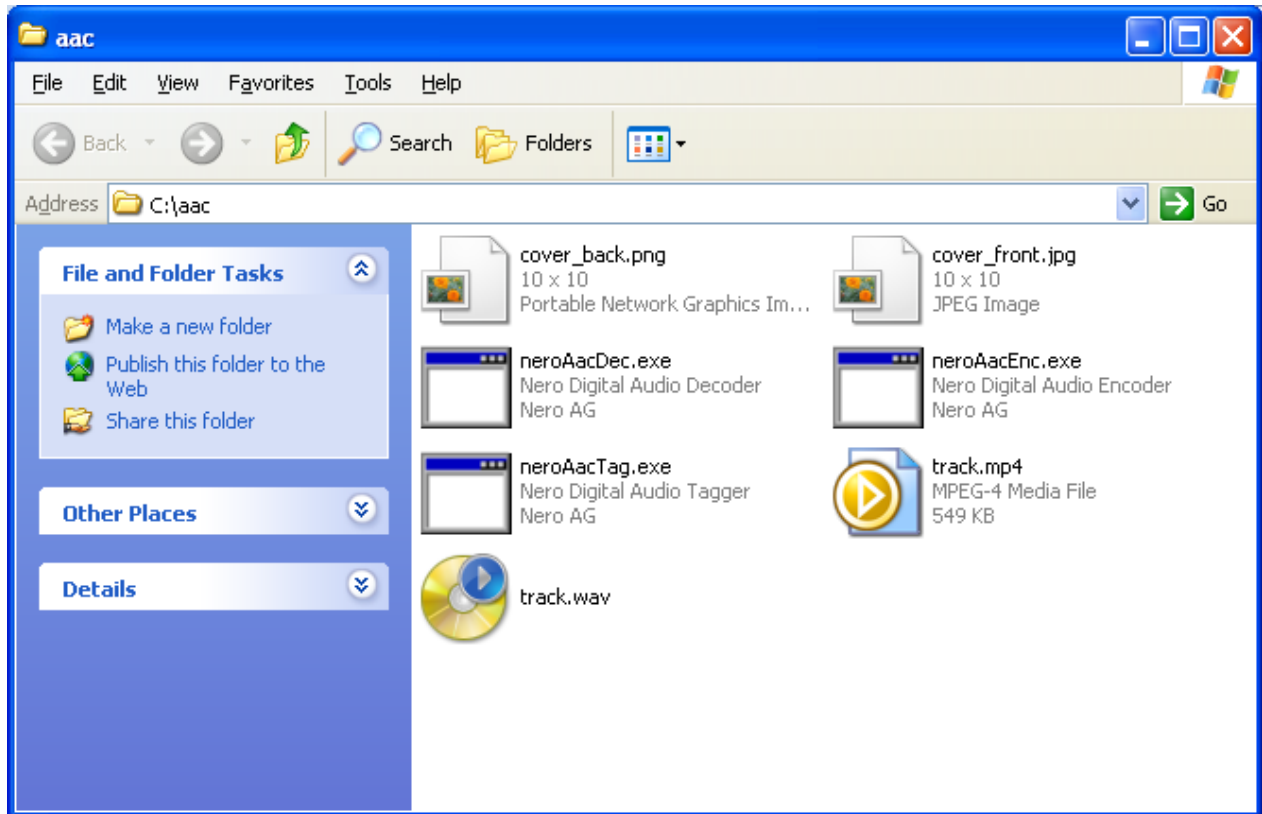 aac
File Edit View Favorites Tools Help
Back Search Folders
Address C:\aac Go
File and Folder Tasks
Make a new folder
Publish this folder to the
Web
Share this folder
Other Places
Details
cover_back.png
10 x 10
Portable Network Graphics Im...
cover_front.jpg
10 x 10
JPEG Image
neroAacDec.exe
Nero Digital Audio Decoder
Nero AG
neroAacEnc.exe
Nero Digital Audio Encoder
Nero AG
neroAacTag.exe
Nero Digital Audio Tagger
Nero AG
track.mp4
MPEG-4 Media File
549 KB
track.wav